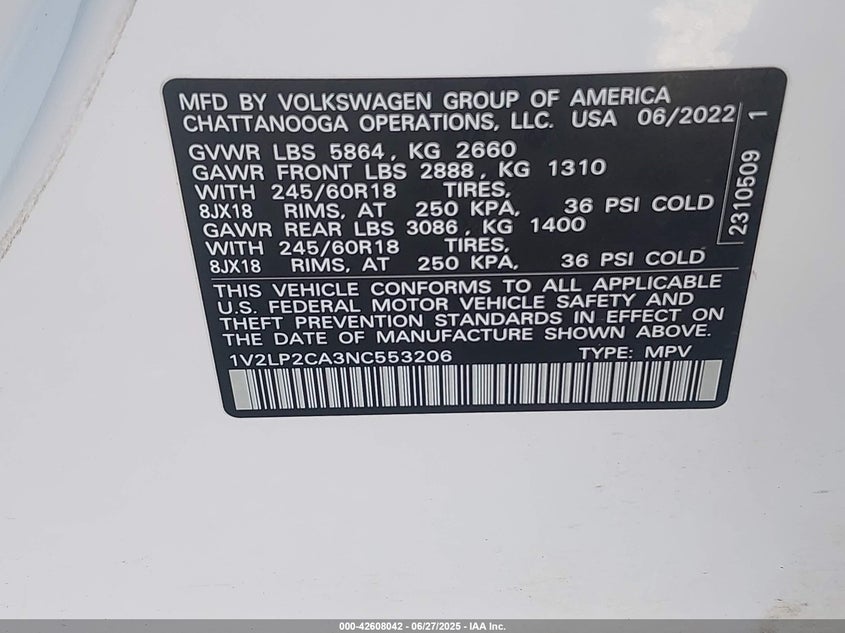 MFD BY VOLKSWAGEN GROUP OF AMERICA
CHATTANOOGA OPERATIONS, LLC. USA 06/2022
GVWR LBS 5864, KG 2660
GAWR FRONT LBS 2888, KG 1310
WITH 245/60R18 TIRES,
8JX18 RIMS, AT 250 KPA, 36 PSI COLD
GAWR REAR LBS 3086, KG 1400
WITH 245/60R18 TIRES,
8JX18 RIMS, AT 250 KPA, 36 PSI COLD
2310509 1
THIS VEHICLE CONFORMS TO ALL APPLICABLE
U.S. FEDERAL MOTOR VEHICLE SAFETY AND
THEFT PREVENTION STANDARDS IN EFFECT ON
THE DATE OF MANUFACTURE SHOWN ABOVE.
1V2LP2CA3NC553206 TYPE: MPV
000-42608042 - 06/27/2025 - IAA Inc.